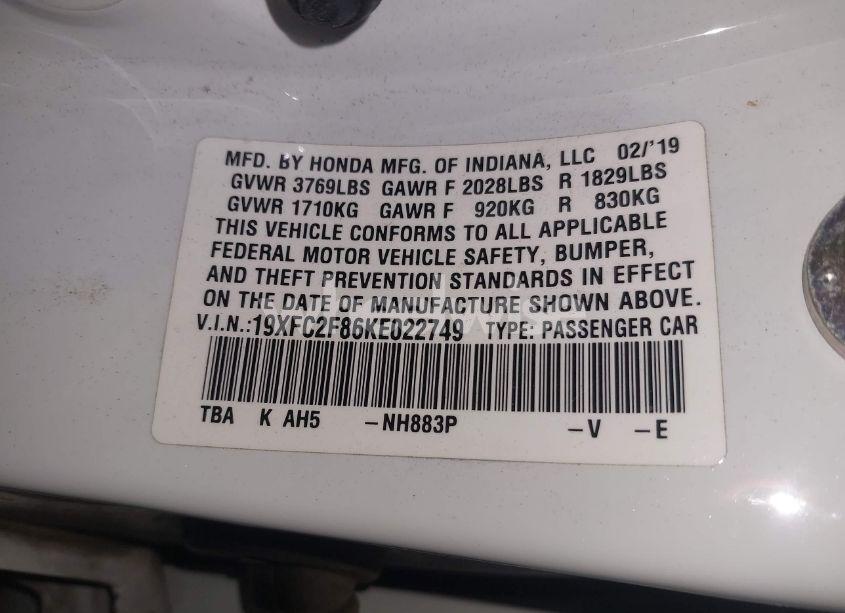 MFD. BY HONDA MFG. OF INDIANA, LLC 02/'19
GVWR 3769LBS GAWR F 2028LBS R 1829LBS
GVWR 1710KG GAWR F 920KG R 830KG
THIS VEHICLE CONFORMS TO ALL APPLICABLE
FEDERAL MOTOR VEHICLE SAFETY, BUMPER,
AND THEFT PREVENTION STANDARDS IN EFFECT
ON THE DATE OF MANUFACTURE SHOWN ABOVE.
V.I.N.:19XFC2F86KE022749 TYPE: PASSENGER CAR
TBA K AH5 -NH883P -V -E